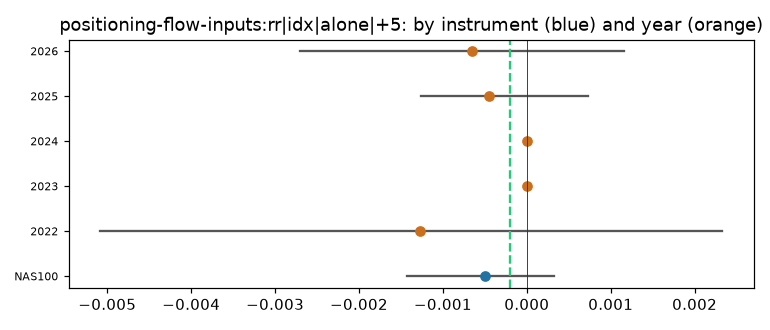 positioning-flow-inputs:rr|idx|alone|+5: by instrument (blue) and year (orange)
2026
2025
2024
2023
2022
NAS100
−0.005 −0.004 −0.003 −0.002 −0.001 0.000 0.001 0.002